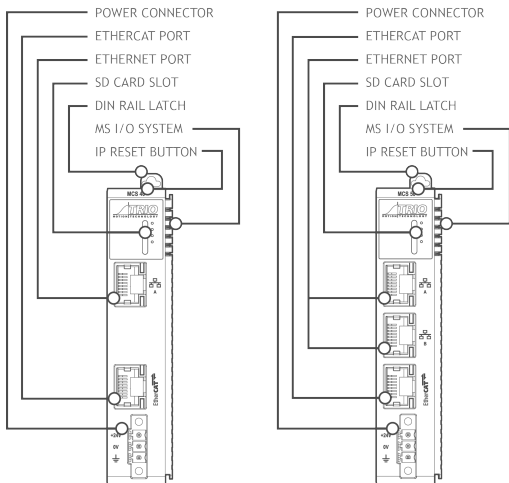 POWER CONNECTOR
ETHERCAT PORT
ETHERNET PORT
SD CARD SLOT
DIN RAIL LATCH
MS I/O SYSTEM
IP RESET BUTTON
TRIO
MOTION TECHNOLOGY
A
EtherCAT
+24V
0V
POWER CONNECTOR
ETHERCAT PORT
ETHERNET PORT
SD CARD SLOT
DIN RAIL LATCH
MS I/O SYSTEM
IP RESET BUTTON
TRIO
MOTION TECHNOLOGY
A
B
EtherCAT
+24V
0V